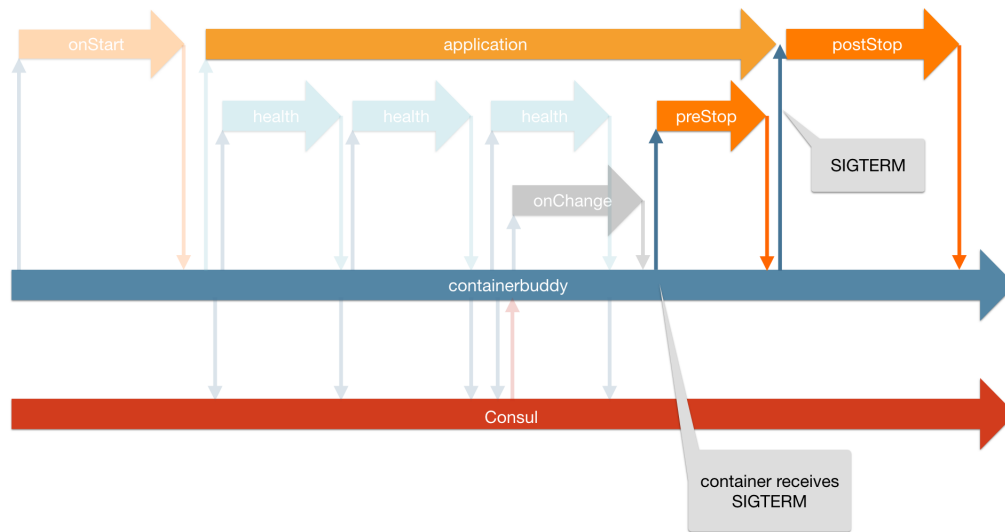 onStart
application
postStop
health
health
health
preStop
SIGTERM
onChange
containerbuddy
Consul
container receives
SIGTERM